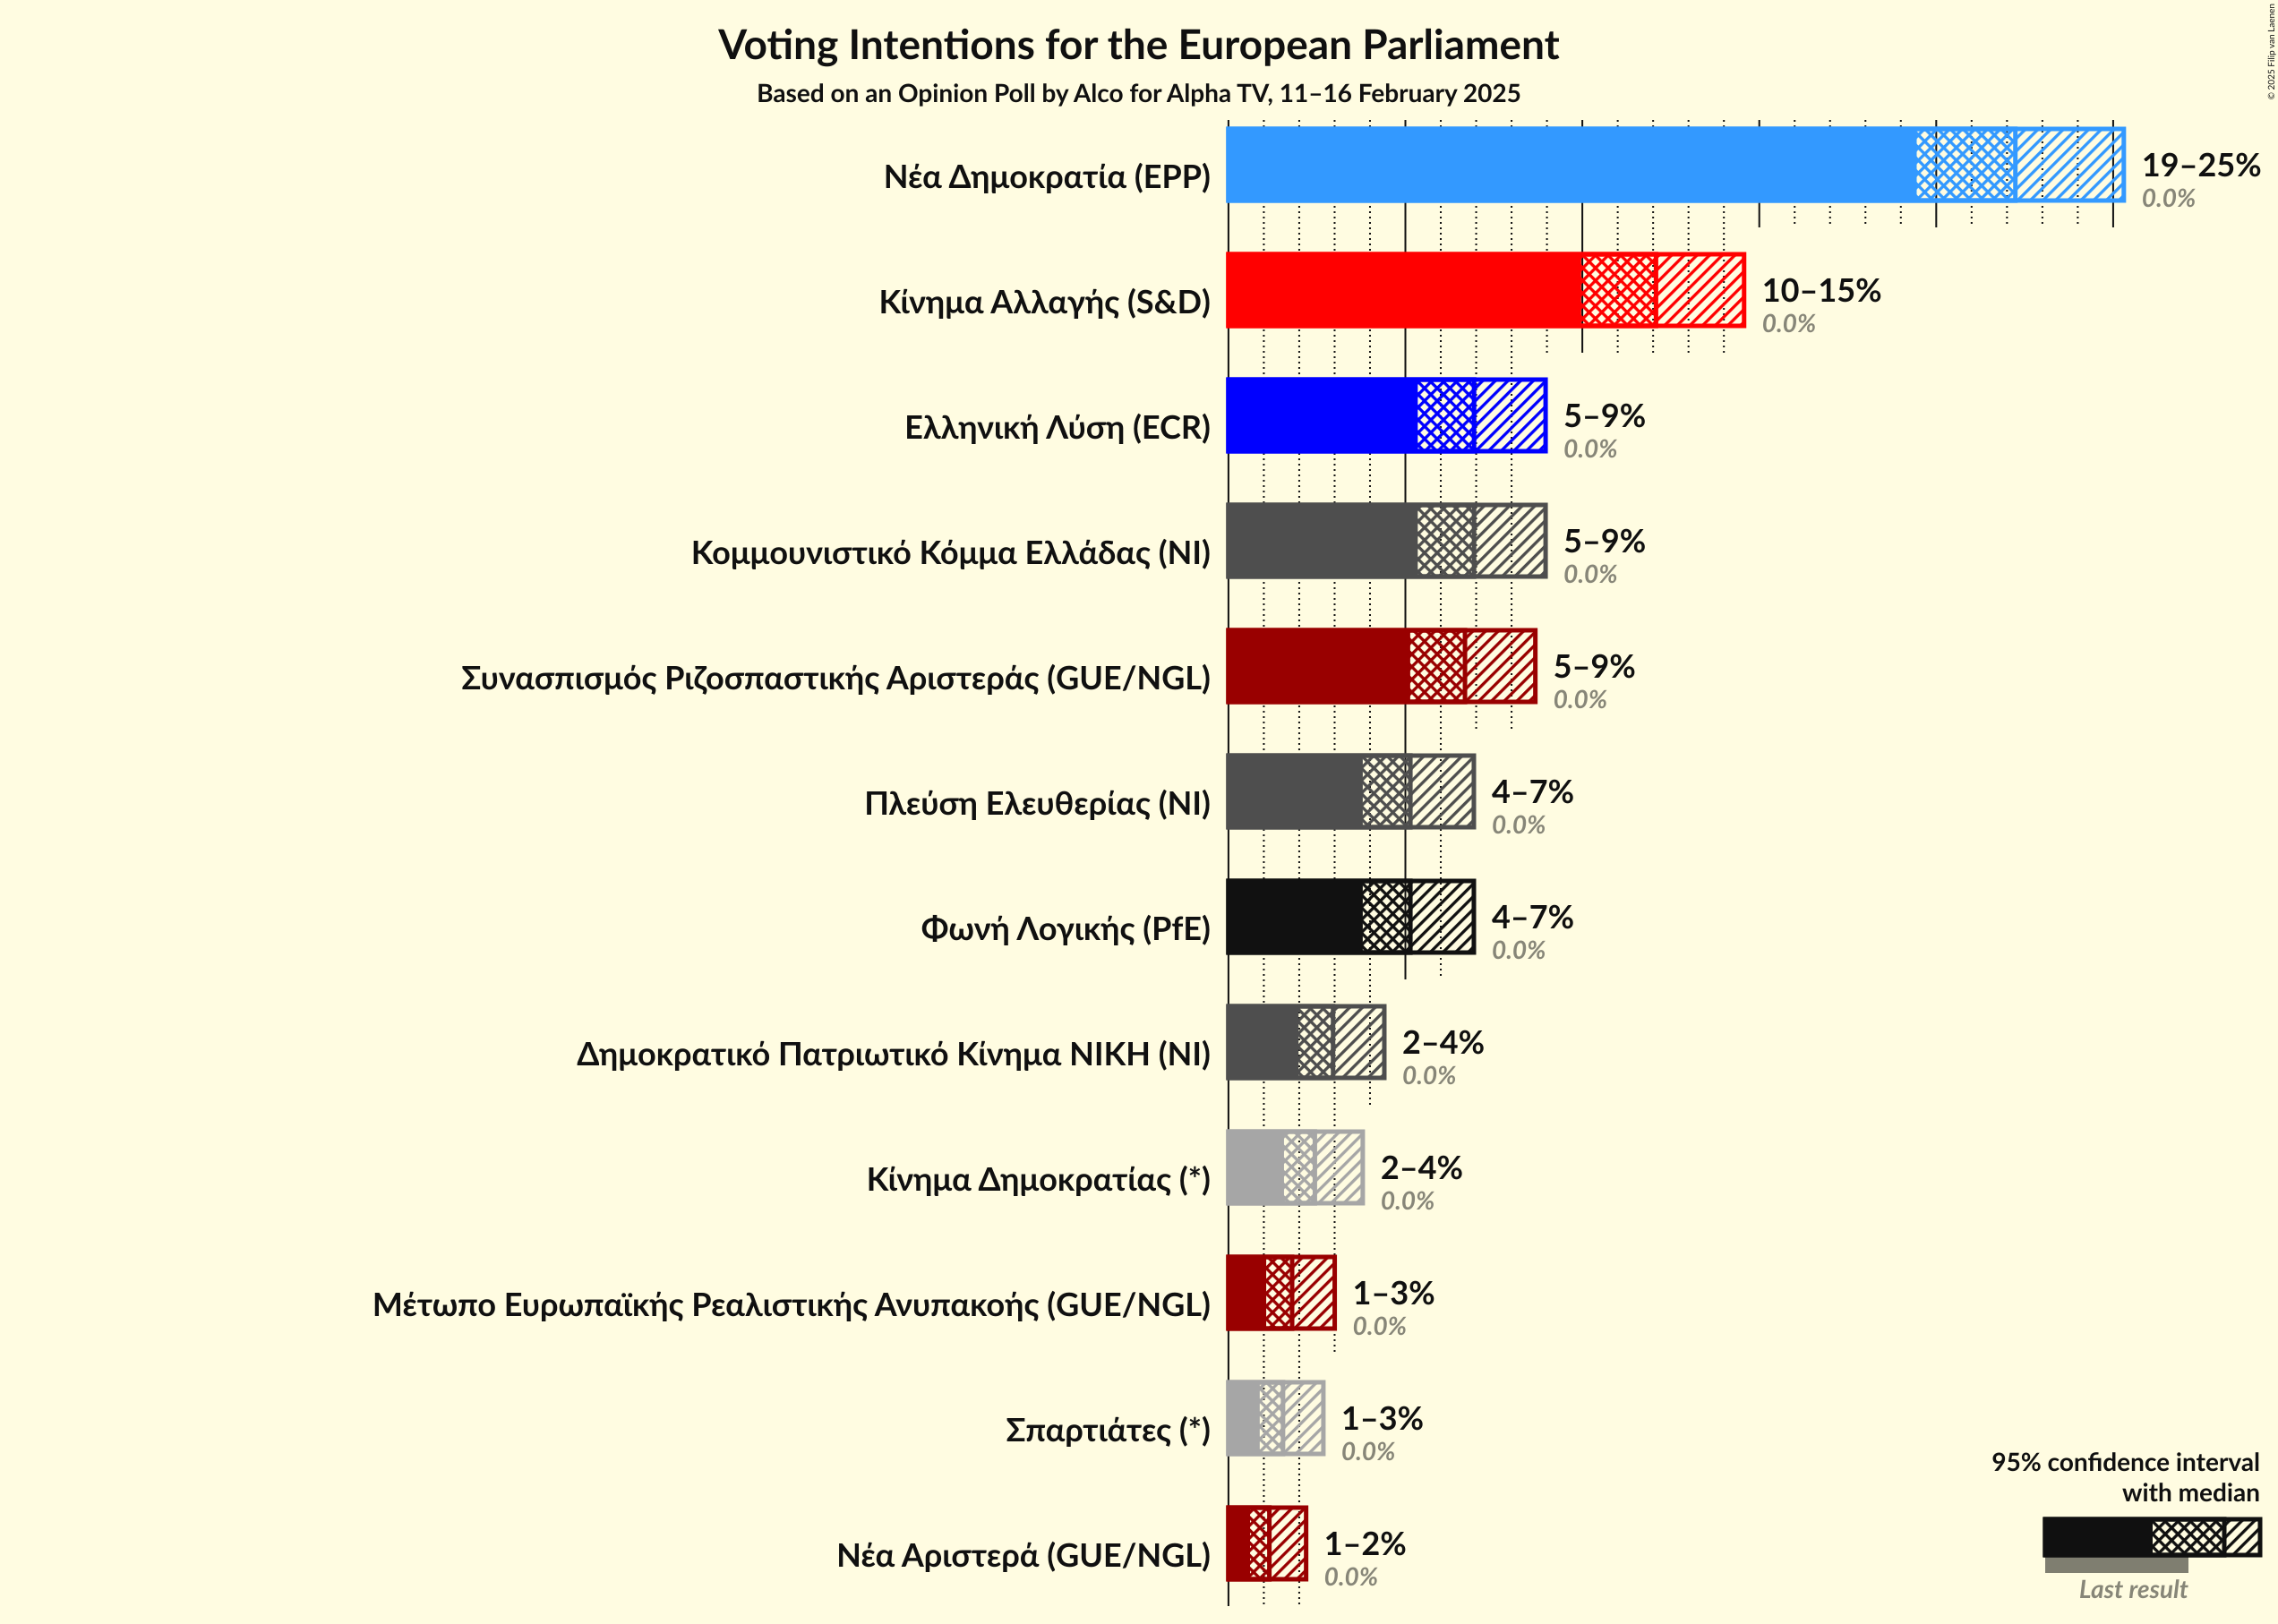 © 2025 Filip van Laenen
Voting Intentions for the European Parliament
Based on an Opinion Poll by Alco for Alpha TV, 11–16 February 2025
Νέα Δημοκρατία (EPP)
19–25%
0.0%
Κίνημα Αλλαγής (S&D)
10–15%
0.0%
Ελληνική Λύση (ECR)
5–9%
0.0%
Κομμουνιστικό Κόμμα Ελλάδας (NI)
5–9%
0.0%
Συνασπισμός Ριζοσπαστικής Αριστεράς (GUE/NGL)
5–9%
0.0%
Πλεύση Ελευθερίας (NI)
4–7%
0.0%
Φωνή Λογικής (PfE)
4–7%
0.0%
Δημοκρατικό Πατριωτικό Κίνημα ΝΙΚΗ (NI)
2–4%
0.0%
Κίνημα Δημοκρατίας (*)
2–4%
0.0%
Μέτωπο Ευρωπαϊκής Ρεαλιστικής Ανυπακοής (GUE/NGL)
1–3%
0.0%
Σπαρτιάτες (*)
1–3%
0.0%
Νέα Αριστερά (GUE/NGL)
1–2%
0.0%
95% confidence interval
with median
Last result